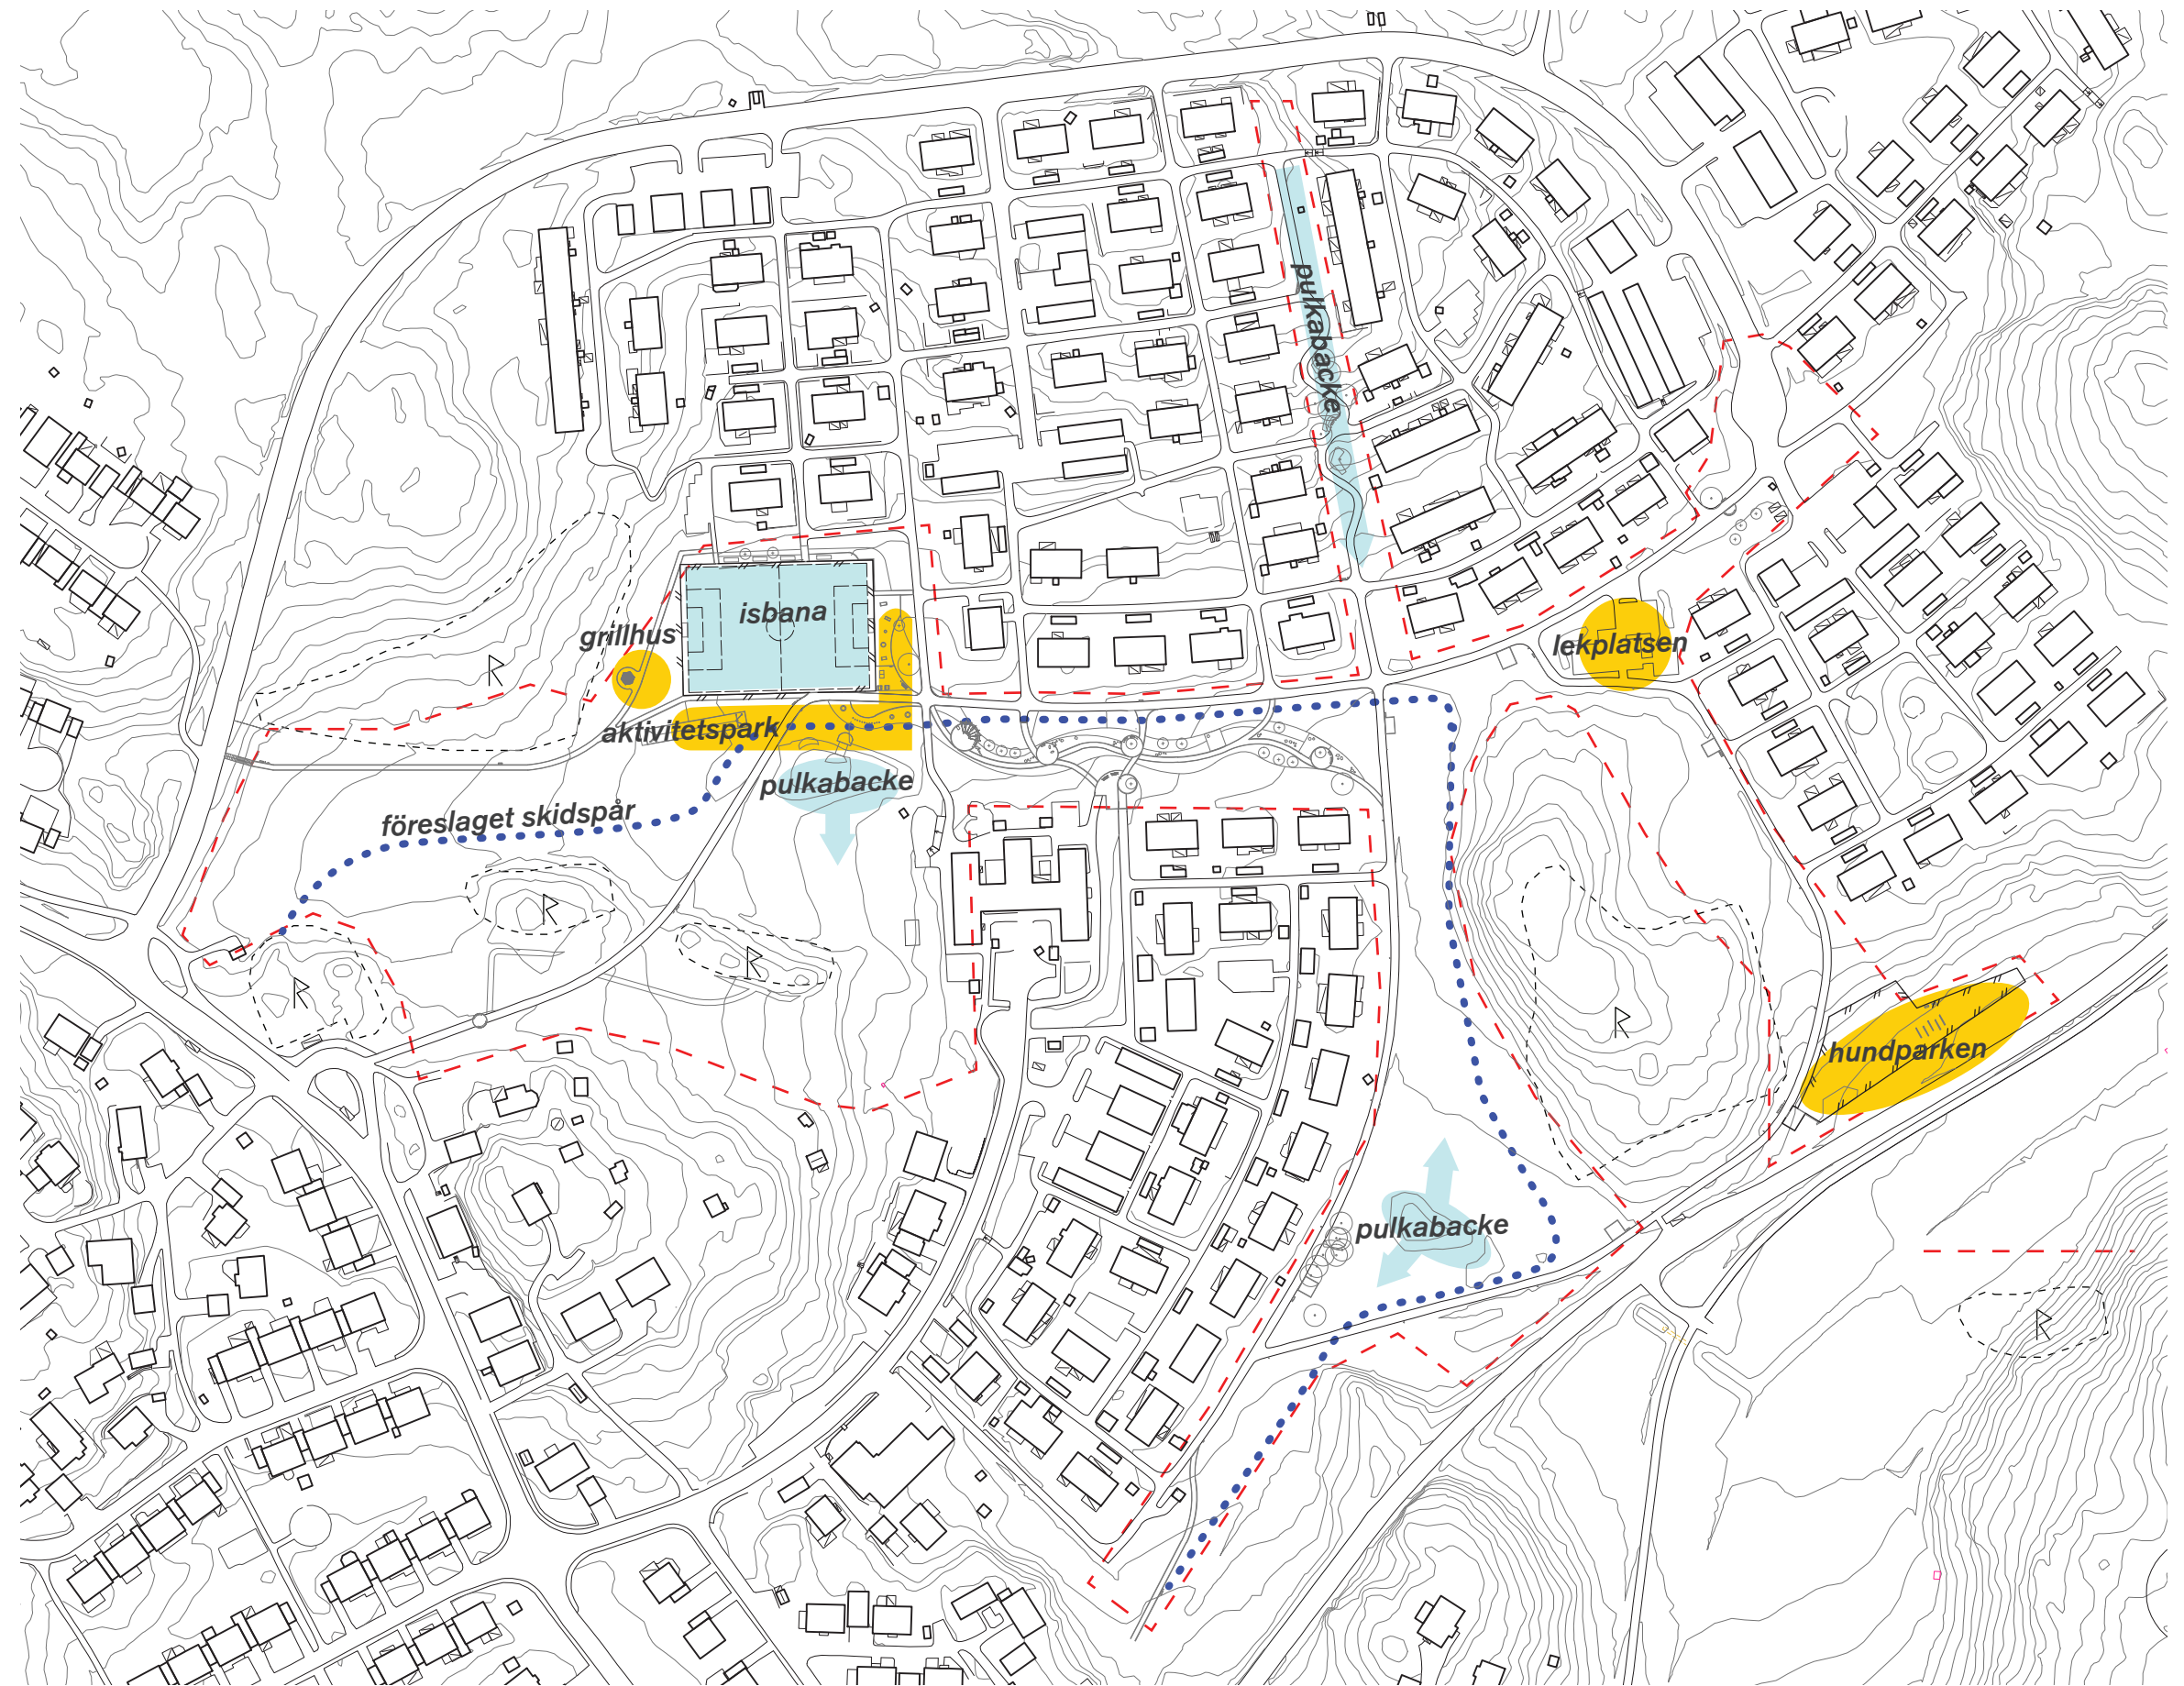 pulkabacke
isbana
grillhus
lekplatsen
aktivitetspark
pulkabacke
föreslaget skidspår
R
R
R
R
R
hundparken
pulkabacke
R